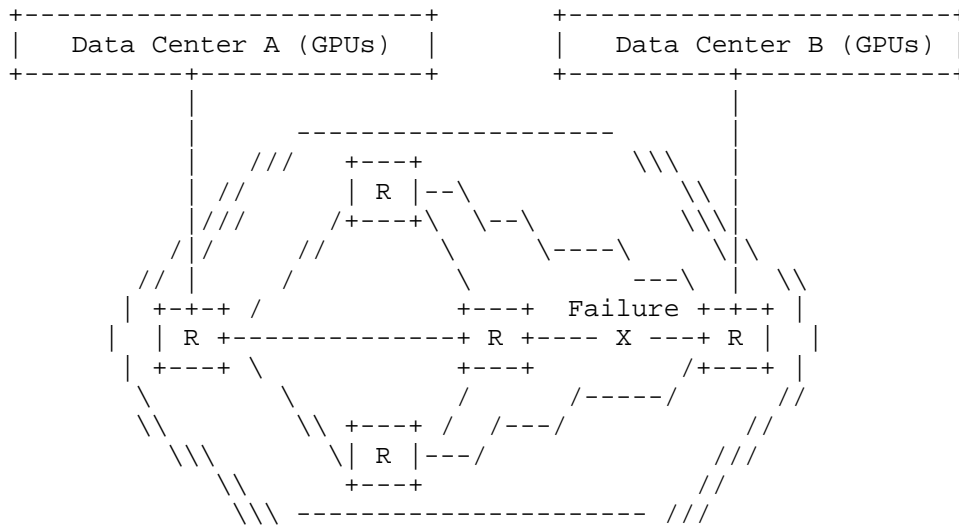 Data Center A (GPUs) Data Center B (GPUs)
R
Failure
R R X R
R